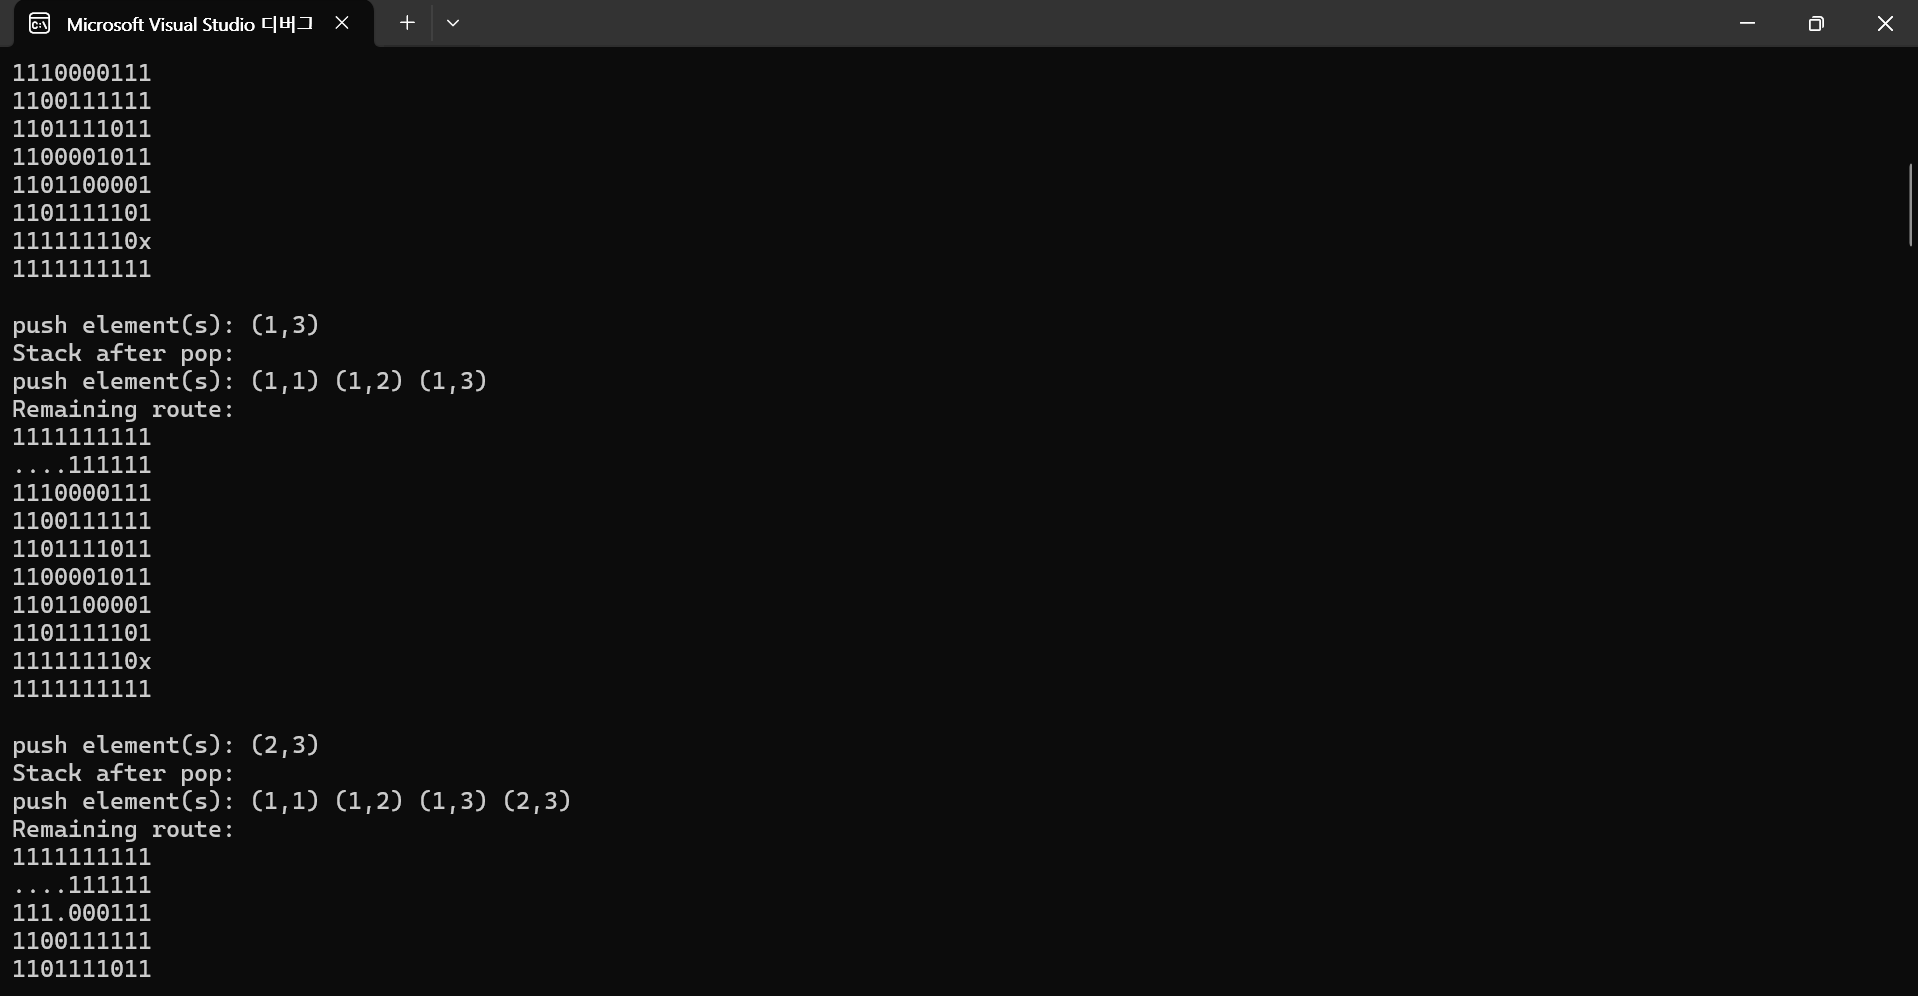 Microsoft Visual Studio 디버그
1110000111
1100111111
1101111011
1100001011
1101100001
1101111101
111111110x
1111111111
push element(s): (1,3)
Stack after pop:
push element(s): (1,1) (1,2) (1,3)
Remaining route:
1111111111
....111111
1110000111
1100111111
1101111011
1100001011
1101100001
1101111101
111111110x
1111111111
push element(s): (2,3)
Stack after pop:
push element(s): (1,1) (1,2) (1,3) (2,3)
Remaining route:
1111111111
....111111
111.000111
1100111111
1101111011